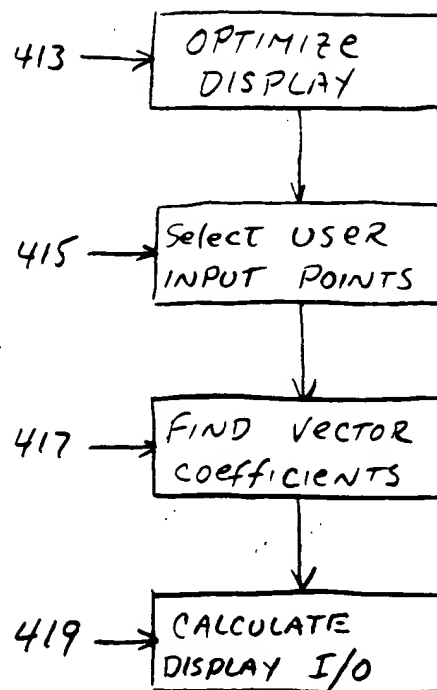 413
OPTIMIZE
DISPLAY
415
Select USER
INPUT POINTS
417
FIND VECTOR
COEFFICIENTS
419
CALCULATE
DISPLAY I/O